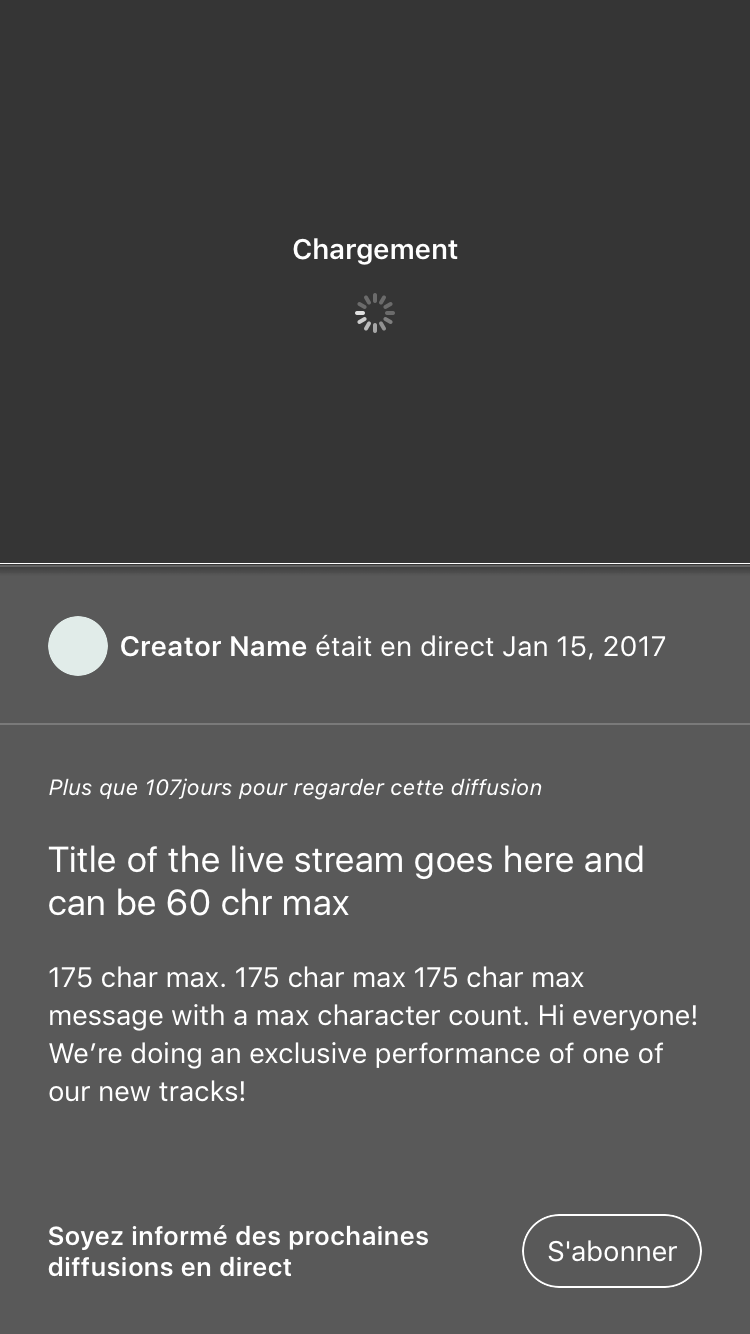 Chargement
Creator Name était en direct Jan 15, 2017
Plus que 107jours pour regarder cette diffusion
Title of the live stream goes here and
can be 60 chr max
175 char max. 175 char max 175 char max
message with a max character count. Hi everyone!
We’re doing an exclusive performance of one of
our new tracks!
Soyez informé des prochaines
diffusions en direct
S'abonner